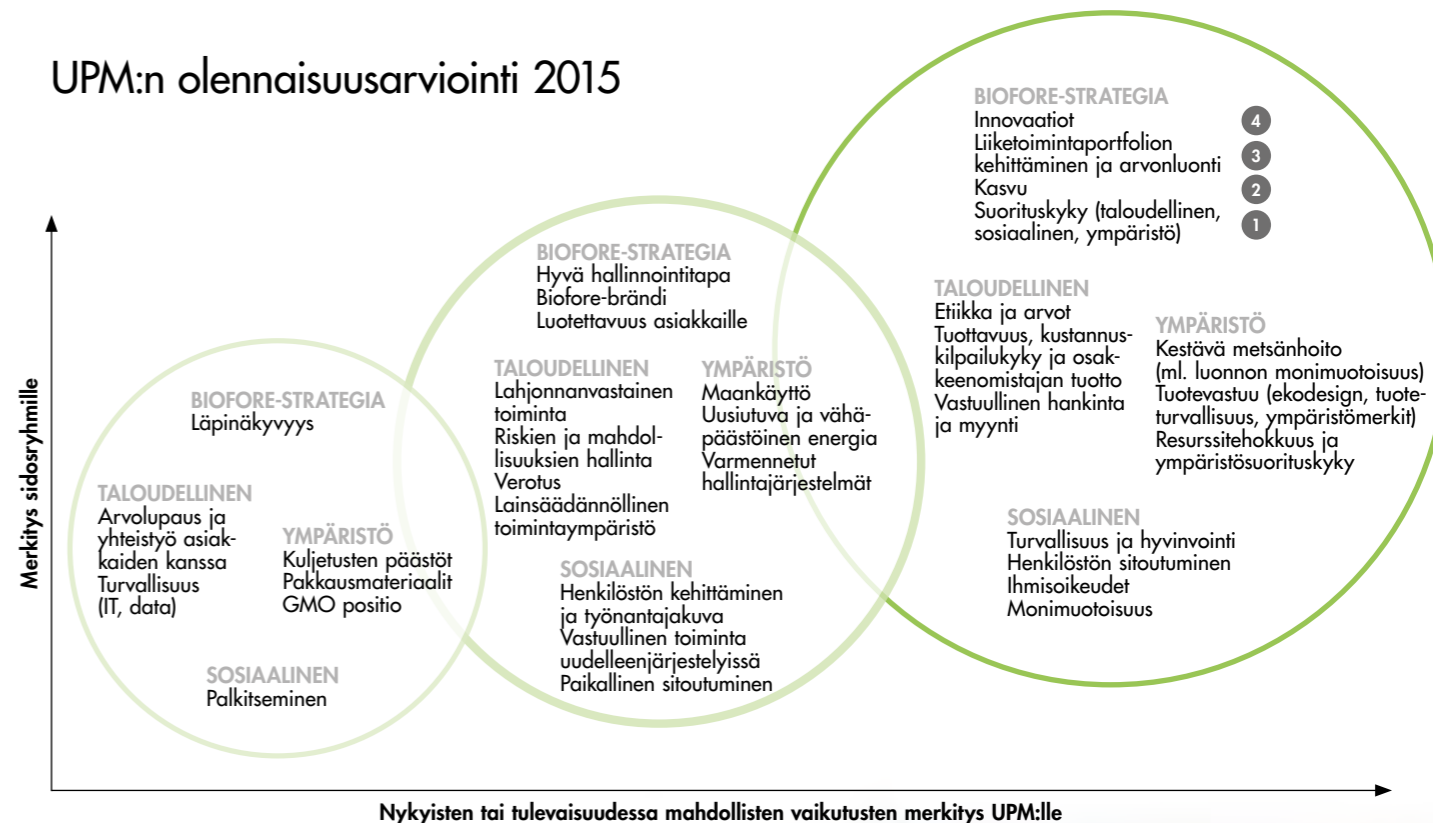 UPM:n olennaisuusarviointi 2015
Merkitys sidosryhmille
BIOFORE-STRATEGIA
Läpinäkyvyys
TALOUDELLINEN
Arvolupaus ja
yhteistyö asiak-
kaiden kanssa
Turvallisuus
(IT, data)
YMPÄRISTÖ
Kuljetusten päästöt
Pakkausmateriaalit
GMO positio
SOSIAALINEN
Palkitseminen
BIOFORE-STRATEGIA
Hyvä hallinnointitapa
Biofore-brändi
Luotettavuus asiakkaille
TALOUDELLINEN
Lahjonnanvastainen
toiminta
Riskien ja mahdol-
lisuuksien hallinta
Verotus
Lainsäädännöllinen
toimintaympäristö
YMPÄRISTÖ
Maankäyttö
Uusiutuva ja vähä-
päästöinen energia
Varmennetut
hallintajärjestelmät
SOSIAALINEN
Henkilöstön kehittäminen
ja työnantajakuva
Vastuullinen toiminta
uudelleenjärjestelyissä
Paikallinen sitoutuminen
BIOFORE-STRATEGIA
Innovaatiot 4
Liiketoimintaportfolion
kehittäminen ja arvonluonti 3
Kasvu 2
Suorituskyky (taloudellinen,
sosiaalinen, ympäristö) 1
TALOUDELLINEN
Etiikka ja arvot
Tuottavuus, kustannus-
kilpailukyky ja osak-
keenomistajan tuotto
Vastuullinen hankinta
ja myynti
YMPÄRISTÖ
Kestävä metsänhoito
(ml. luonnon monimuotoisuus)
Tuotevastuu (ekodesign, tuote-
turvallisuus, ympäristömerkit)
Resurssitehokkuus ja
ympäristösuorituskyky
SOSIAALINEN
Turvallisuus ja hyvinvointi
Henkilöstön sitoutuminen
Ihmisoikeudet
Monimuotoisuus
Nykyisten tai tulevaisuudessa mahdollisten vaikutusten merkitys UPM:lle